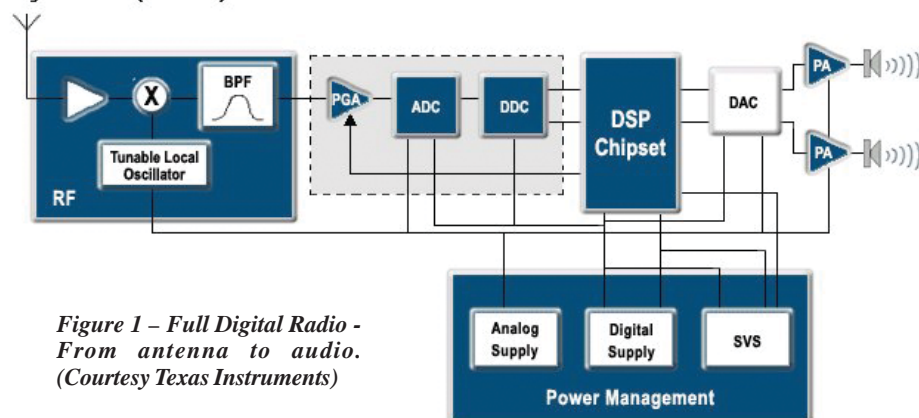 BPF
X
PGA
ADC
DDC
DSP
Chipset
DAC
PA
PA
Tunable Local
Oscillator
RF
Figure 1 – Full Digital Radio -
From antenna to audio.
(Courtesy Texas Instruments)
Analog
Supply
Digital
Supply
SVS
Power Management